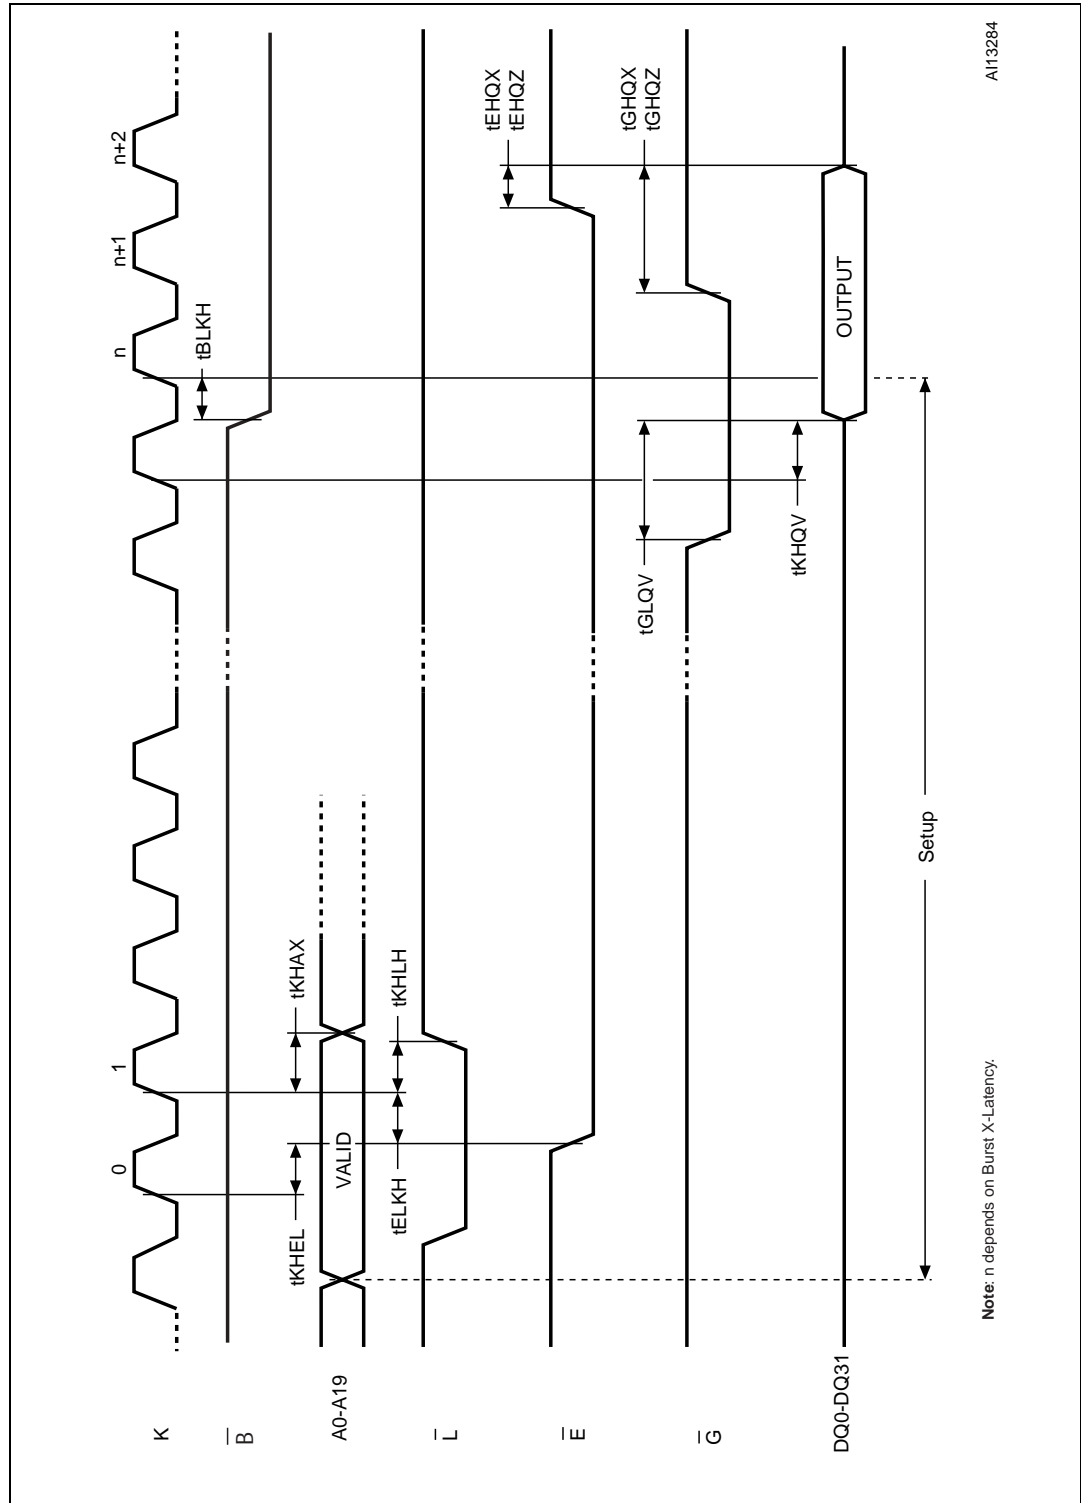 K
0
1
n
n+1
n+2
B
tBLKH
A0-A19
VALID
tKHEL
tKHAX
L
tELKH
tKHLH
E
tEHQX
tEHQZ
G
tGLQV
tGHQX
tGHQZ
tKHQV
DQ0-DQ31
OUTPUT
Setup
Note: n depends on Burst X-Latency.
AI13284